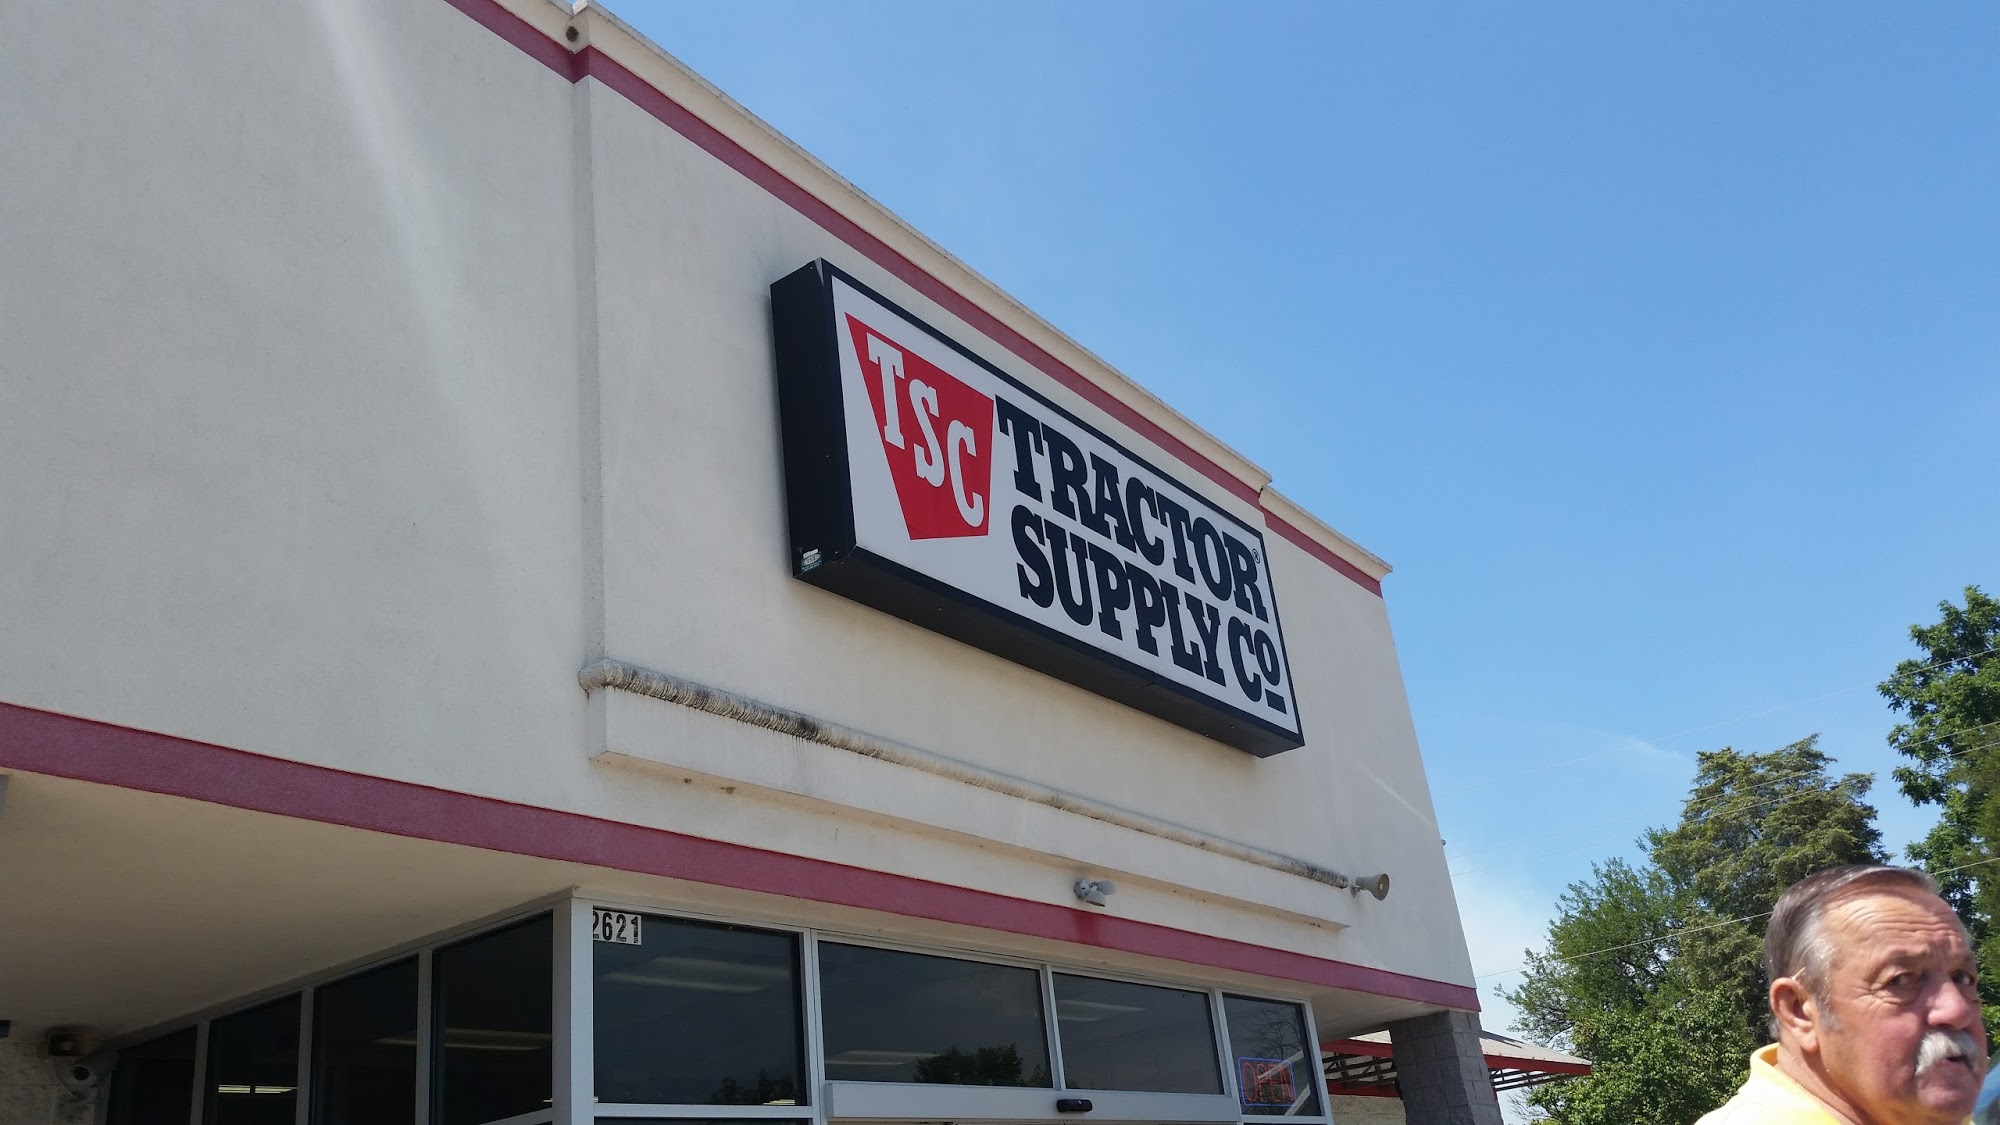 TSC
TRACTOR®
SUPPLY Co
2621
OPEN